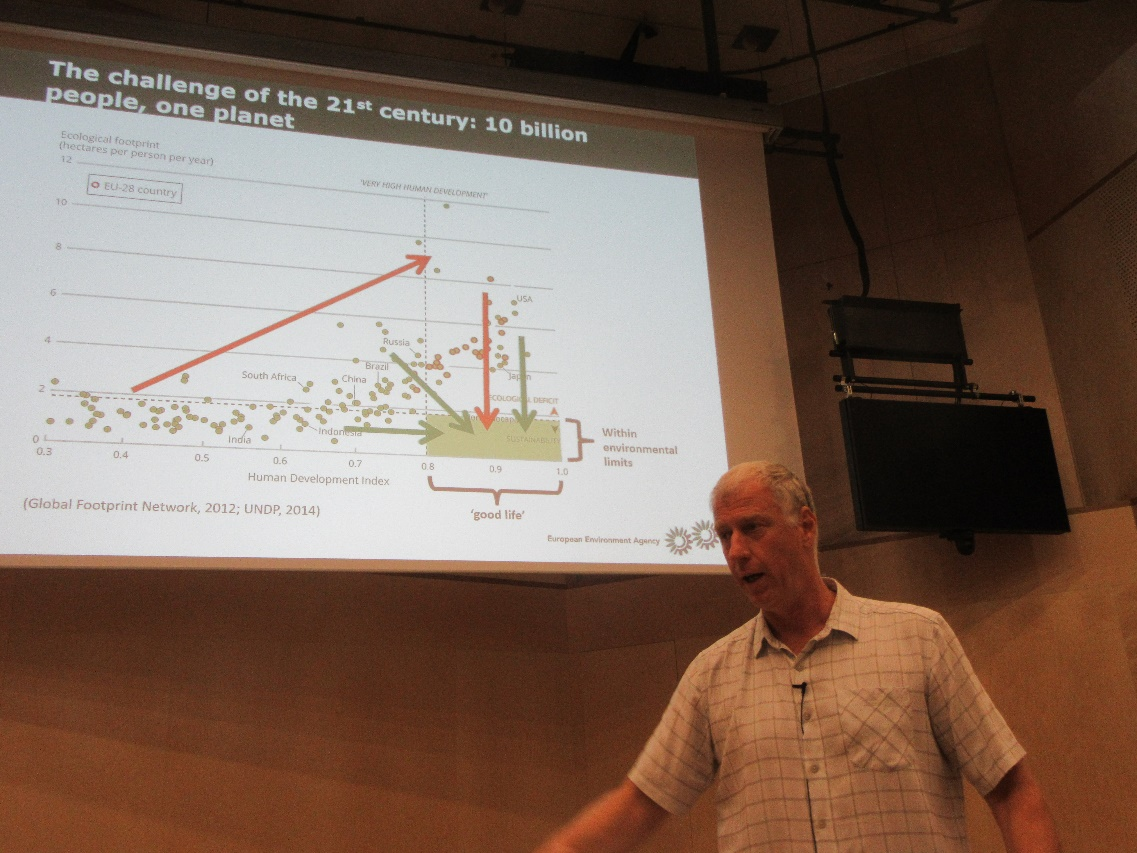 The challenge of the 21st century: 10 billion
people, one planet
Ecological footprint
(hectares per person per year)
12
EU-28 country
'VERY HIGH HUMAN DEVELOPMENT'
10
8
6
USA
4
Russia
Brazil
Japan
South Africa
China
2
ECOLOGICAL DEFICIT
SUSTAINABILITY
India
Indonesia
0
Within
environmental
limits
0.3
0.4
0.5
0.6
0.7
0.8
0.9
1.0
Human Development Index
'good life'
(Global Footprint Network, 2012; UNDP, 2014)
European Environment Agency